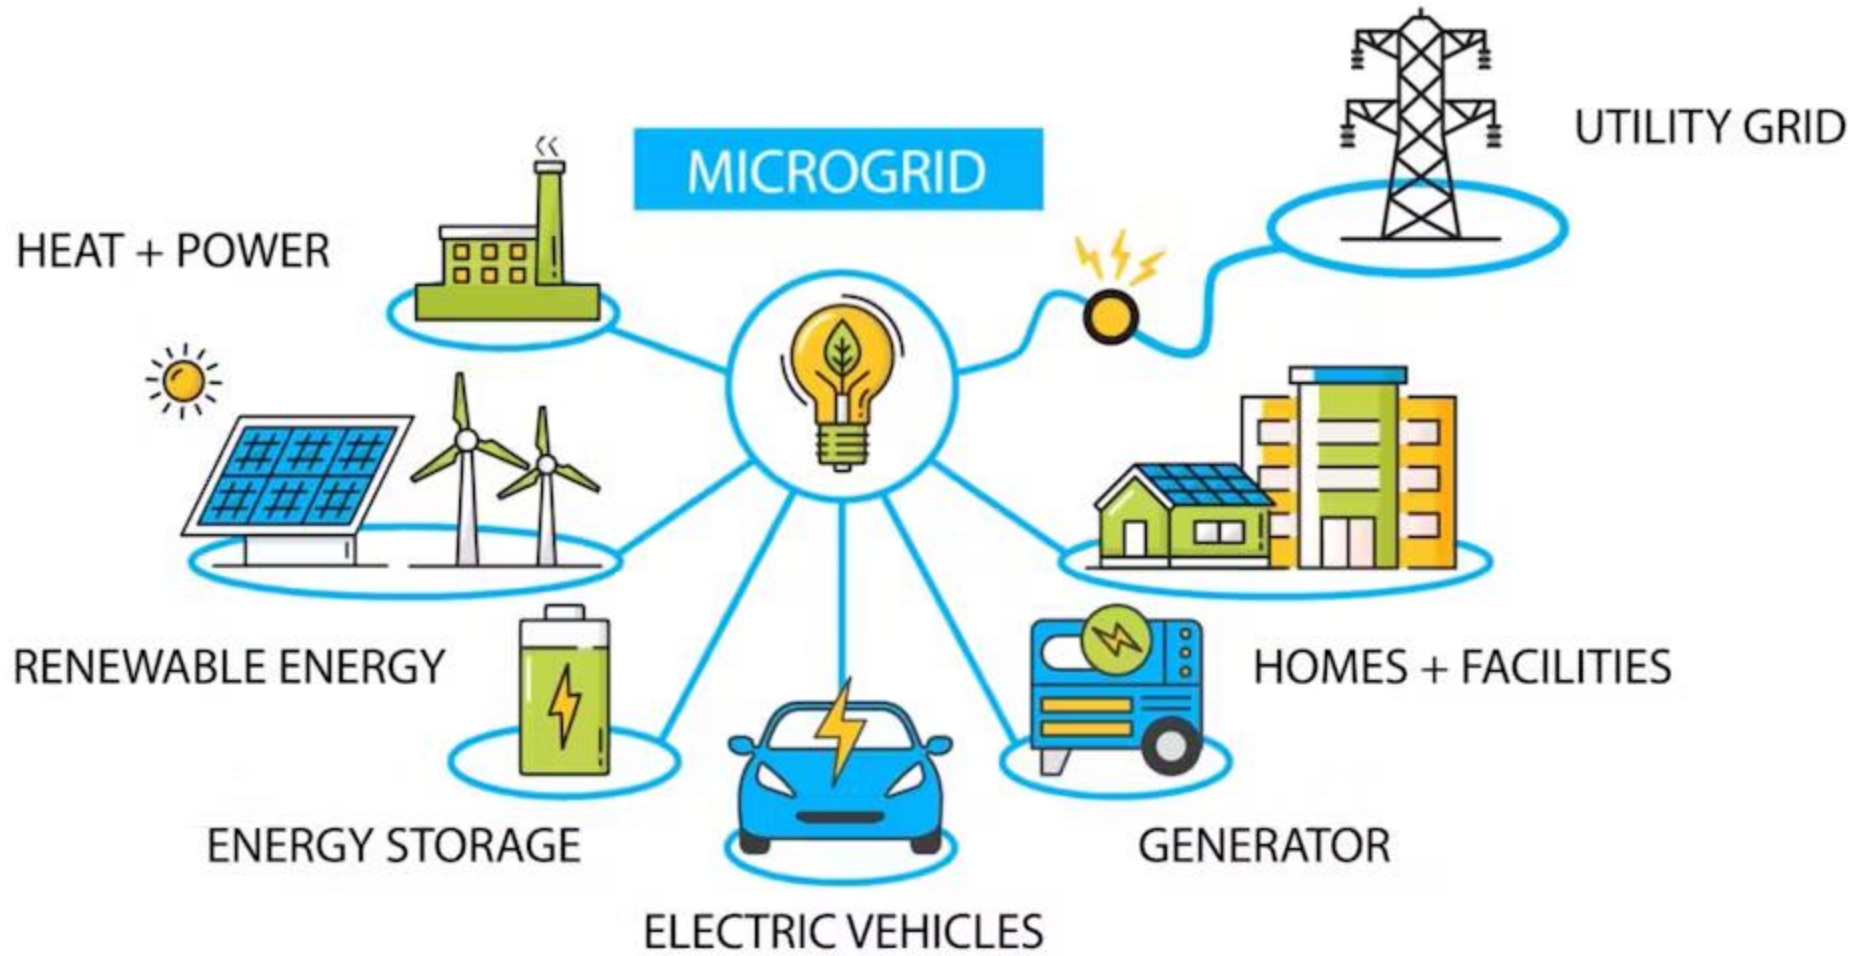 MICROGRID
UTILITY GRID
HEAT + POWER
RENEWABLE ENERGY
HOMES + FACILITIES
ENERGY STORAGE
GENERATOR
ELECTRIC VEHICLES